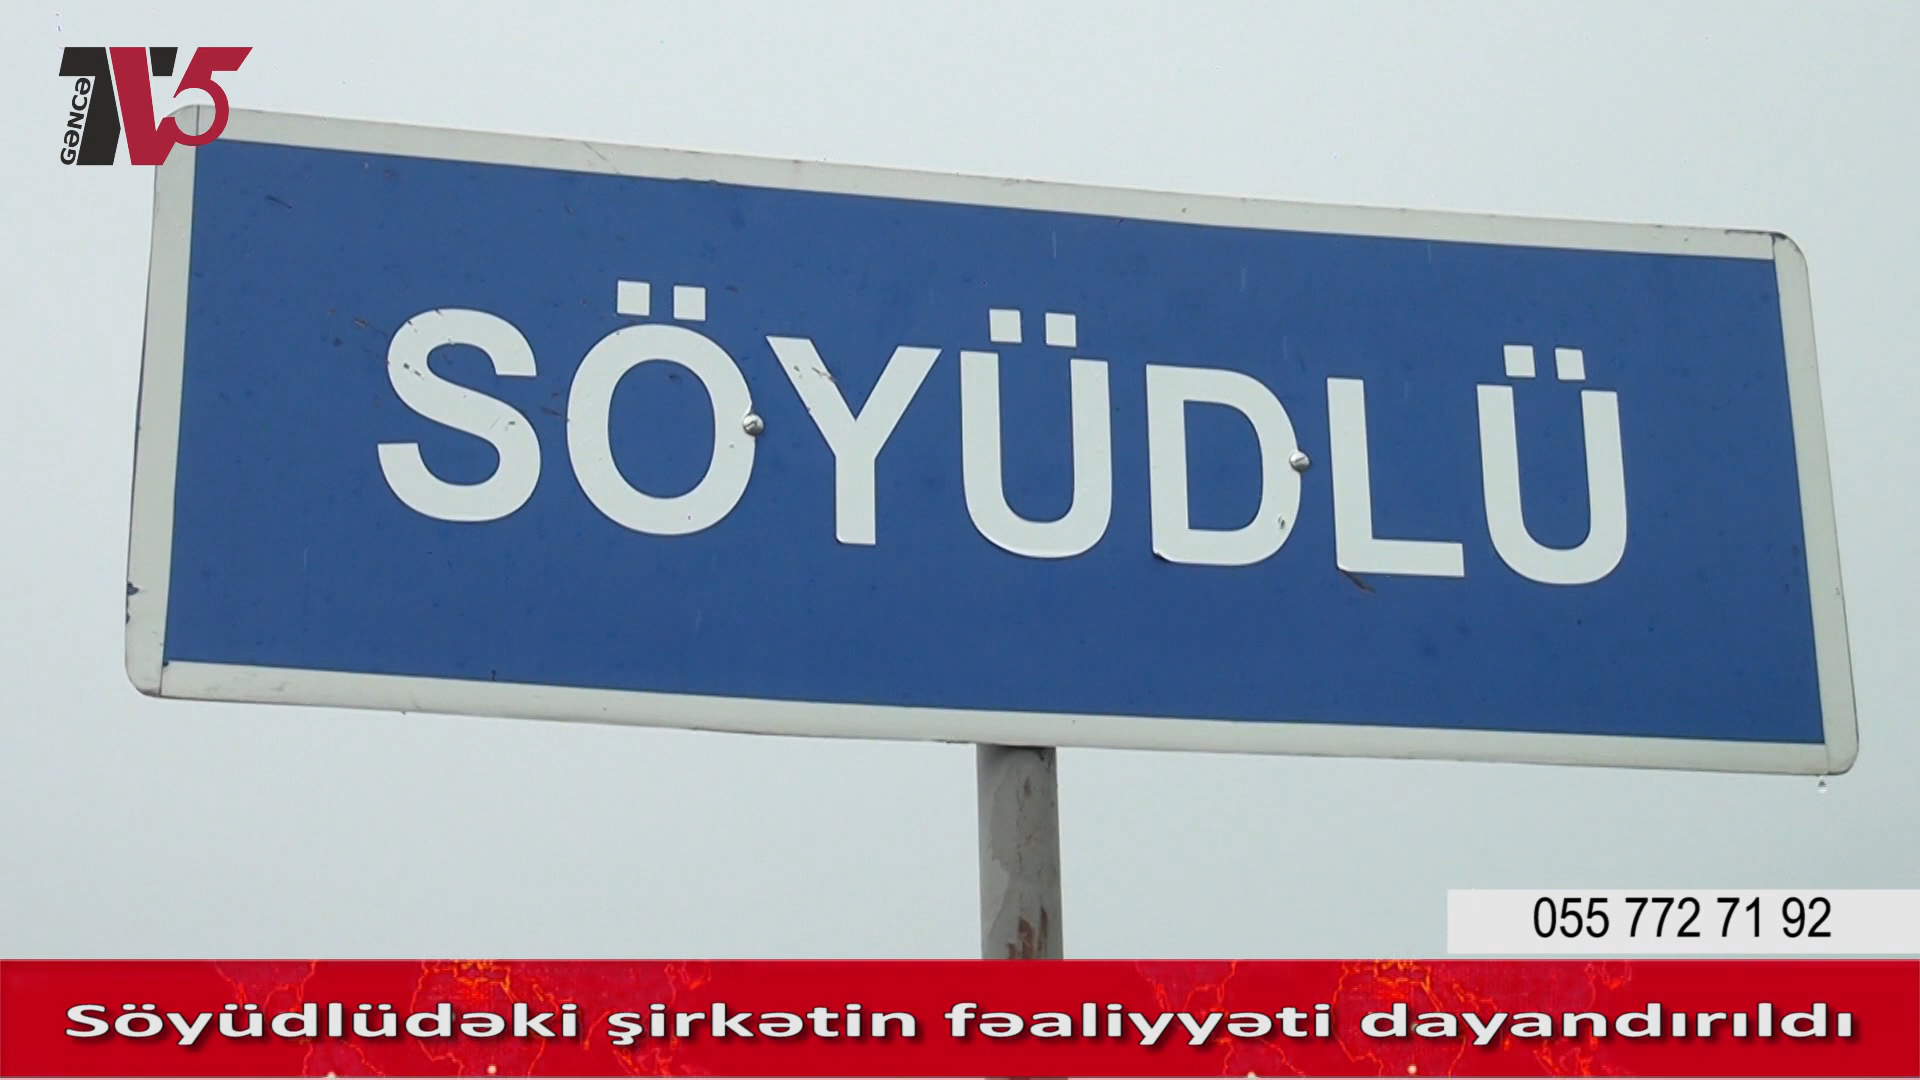 GƏNCƏ
TV5
SÖYÜDLÜ
055 772 71 92
Söyüdlüdəki şirkətin fəaliyyəti dayandırıldı